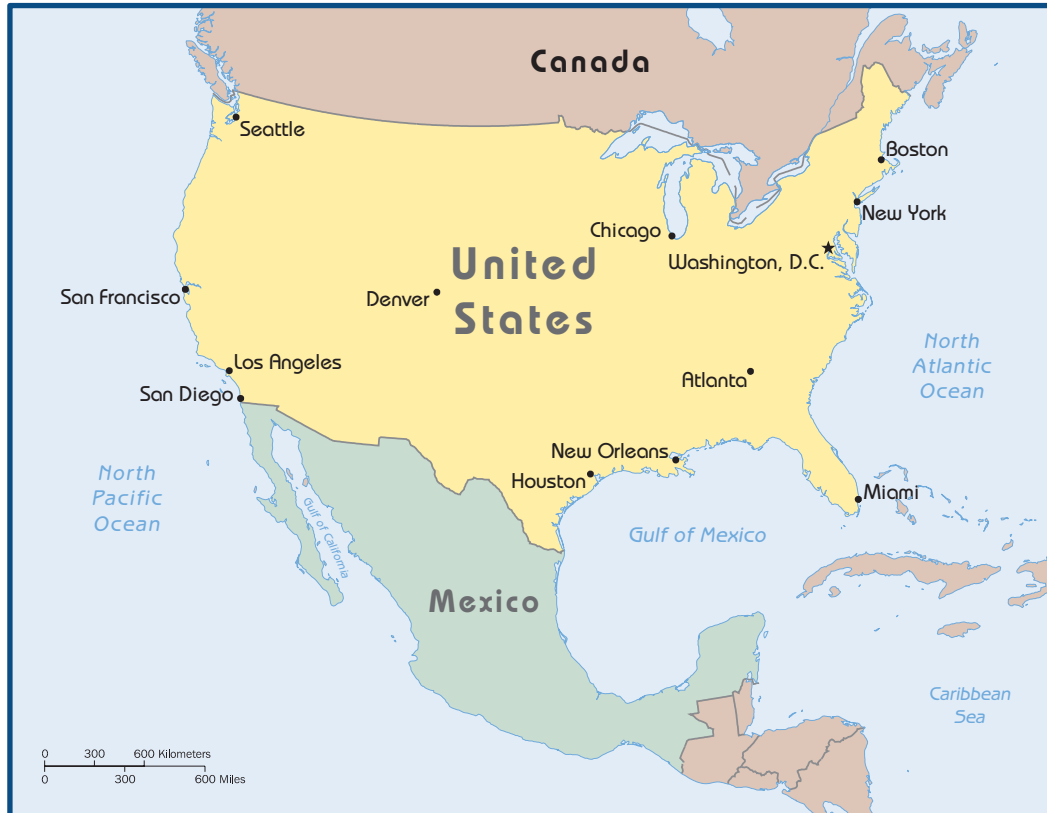 Canada
Seattle
Boston
New York
Chicago
Washington, D.C.
United
States
San Francisco
Denver
Los Angeles
Atlanta
San Diego
North
Atlantic
Ocean
New Orleans
Houston
Miami
North
Pacific
Ocean
Gulf of California
Gulf of Mexico
Mexico
Caribbean
Sea
0 300 600 Kilometers
0 300 600 Miles